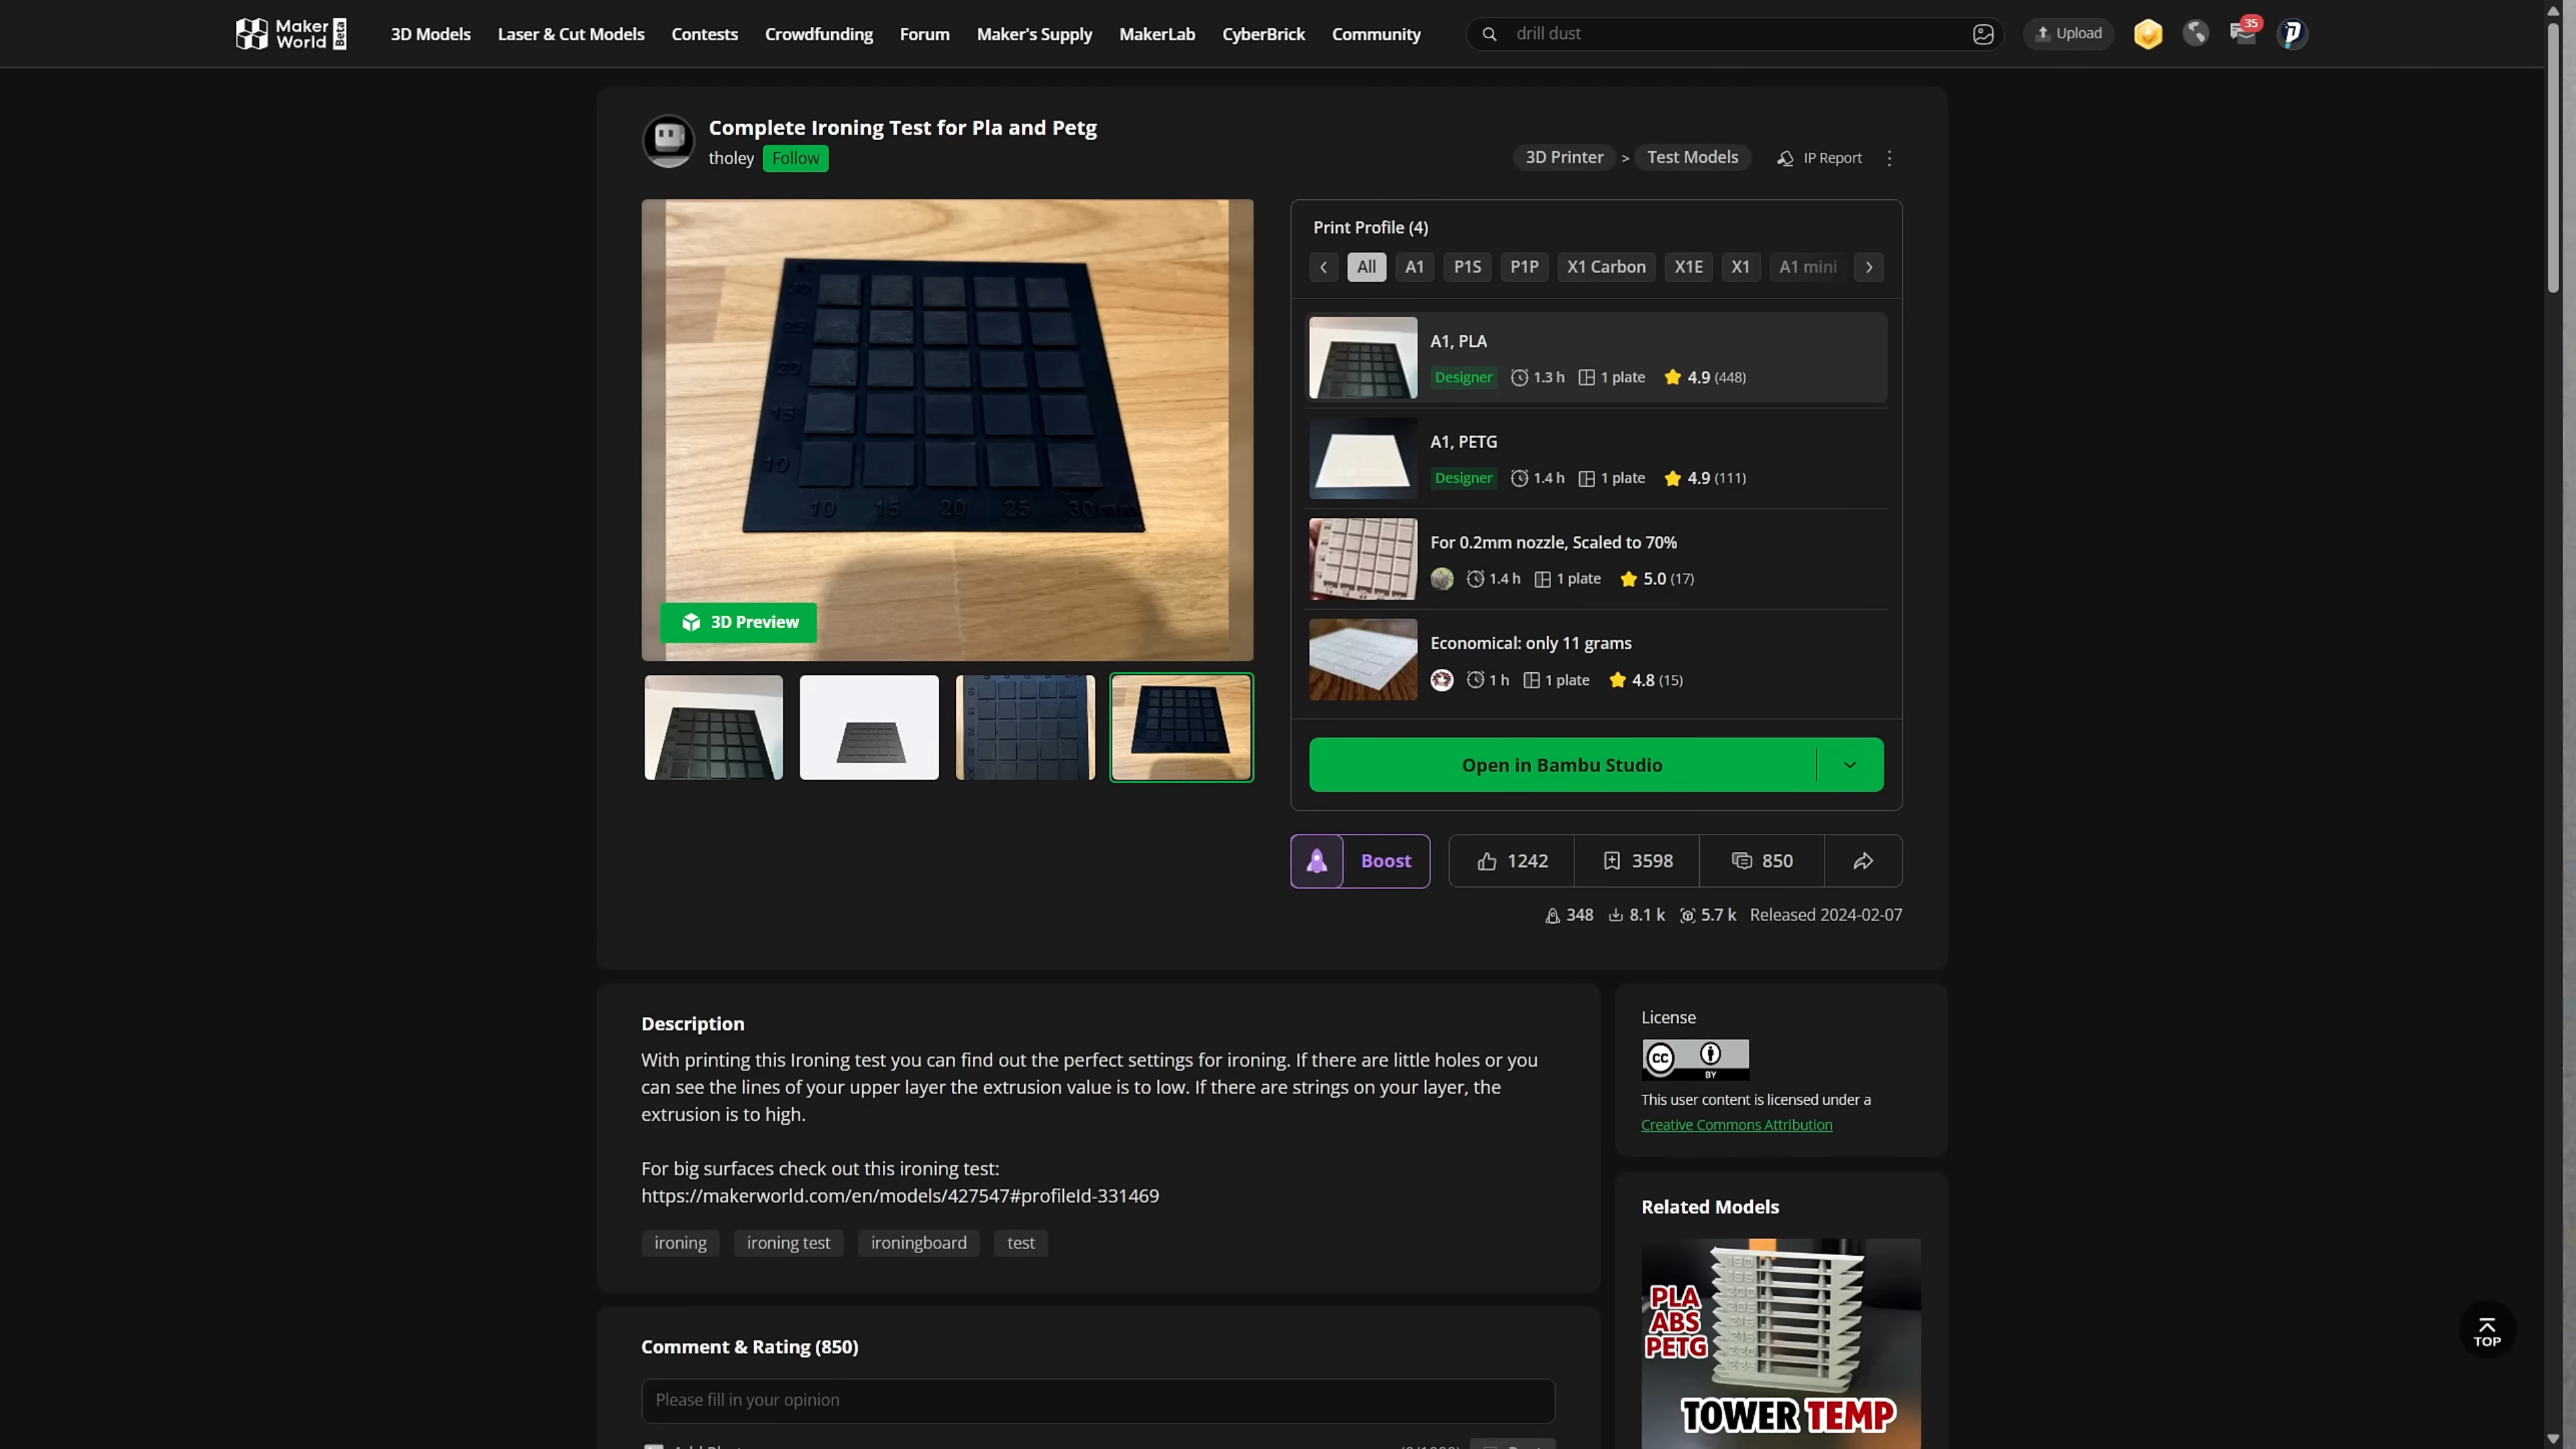 Maker World Beta
3D Models
Laser & Cut Models
Contests
Crowdfunding
Forum
Maker's Supply
MakerLab
CyberBrick
Community
drill dust
Upload
35
Complete Ironing Test for Pla and Petg
tholey
Follow
3D Printer > Test Models
IP Report
30
25
20
15
10
10 15 20 25 30mm
3D Preview
Print Profile (4)
All A1 P1S P1P X1 Carbon X1E X1 A1 mini
A1, PLA
Designer 1.3 h 1 plate 4.9 (448)
A1, PETG
Designer 1.4 h 1 plate 4.9 (111)
For 0.2mm nozzle, Scaled to 70%
1.4 h 1 plate 5.0 (17)
Economical: only 11 grams
1 h 1 plate 4.8 (15)
Open in Bambu Studio
Boost
1242
3598
850
348 8.1 k 5.7 k Released 2024-02-07
Description
With printing this Ironing test you can find out the perfect settings for ironing. If there are little holes or you
can see the lines of your upper layer the extrusion value is to low. If there are strings on your layer, the
extrusion is to high.
For big surfaces check out this ironing test:
https://makerworld.com/en/models/427547#profileId-331469
ironing
ironing test
ironingboard
test
License
CC BY
This user content is licensed under a
Creative Commons Attribution
Related Models
PLA
ABS
PETG
TOWER TEMP
Comment & Rating (850)
Please fill in your opinion
TOP